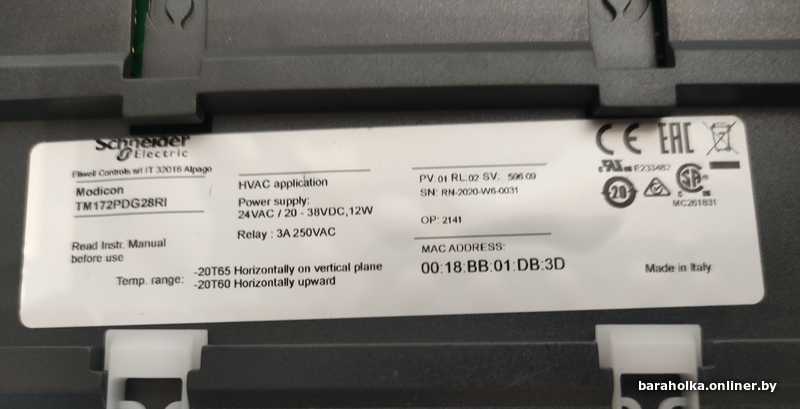 Schneider
Electric
Eliwell Controls srl IT 32016 Alpago
Modicon
TM172PDG28RI
Read Instr. Manual
before use
HVAC application
Power supply:
24VAC / 20 - 38VDC,12W
Relay : 3A 250VAC
Temp. range:
-20T65 Horizontally on vertical plane
-20T60 Horizontally upward
PV: 01 RL: 02 SV: 596 09
SN: RN-2020-W6-0031
OP: 2141
MAC ADDRESS:
00:18:BB:01:DB:3D
CE EAC
E233482
20
MC261831
Made in Italy
baraholka.onliner.by